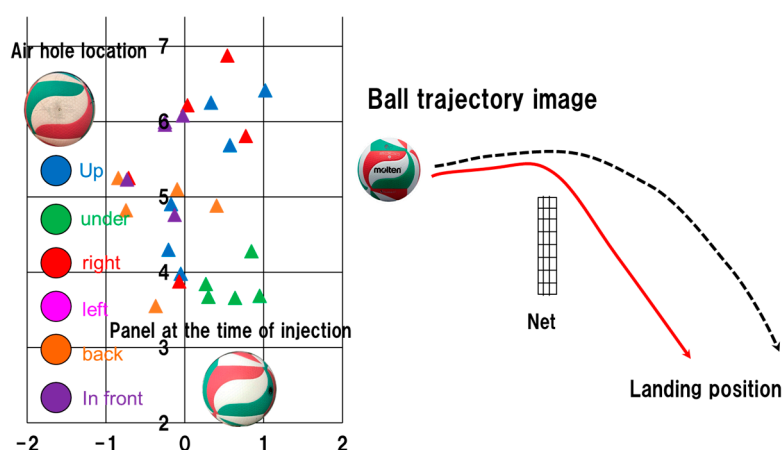 Air hole location
Up
under
right
left
back
In front
7
6
5
4
3
2
Panel at the time of injection
-2
-1
0
1
2
Ball trajectory image
molten
Net
Landing position